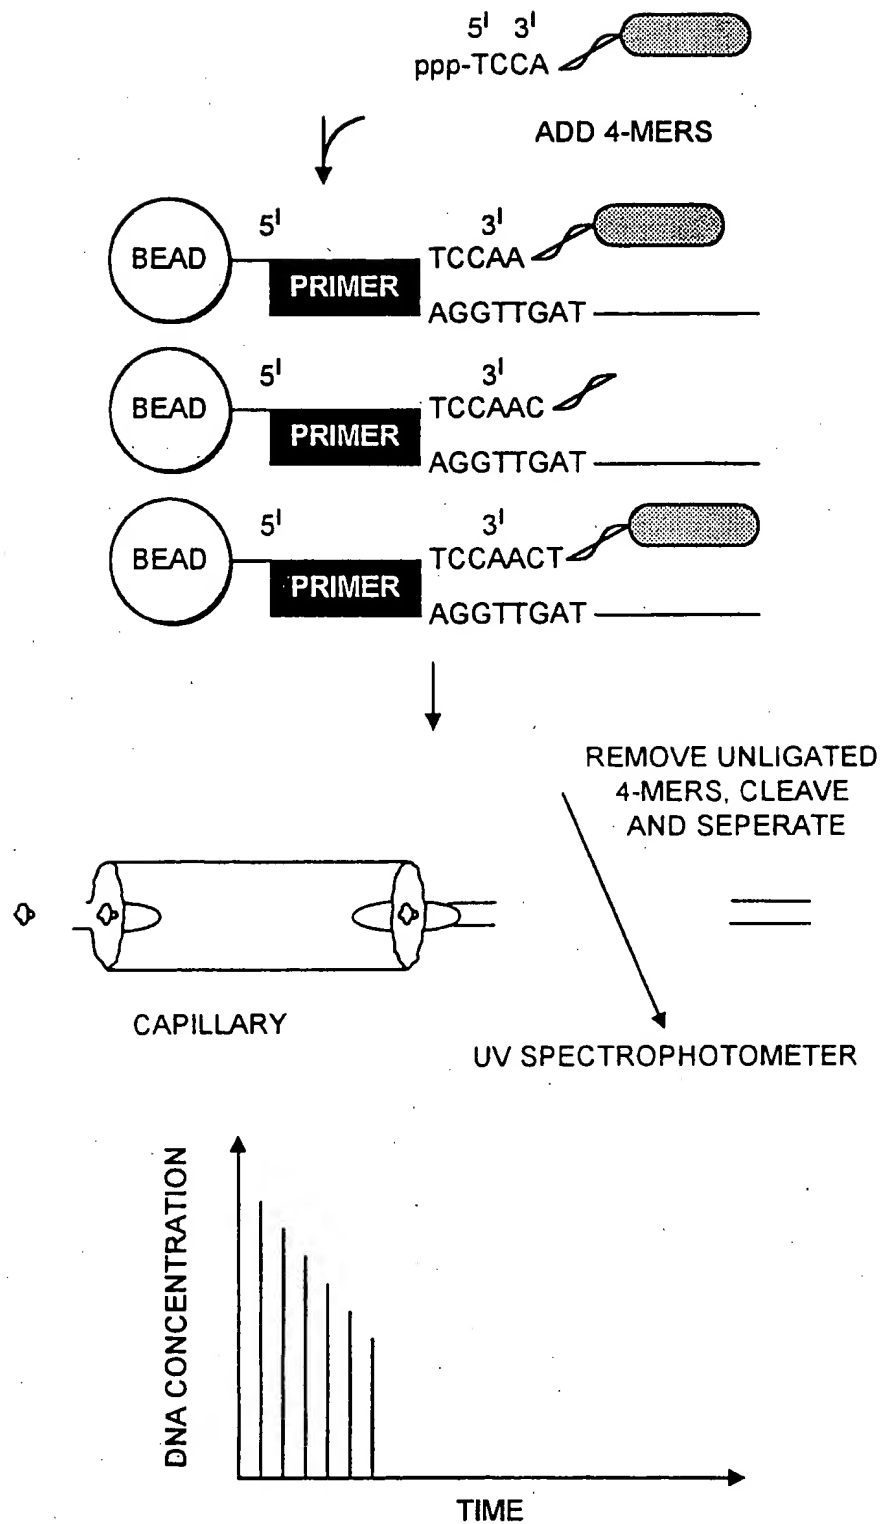 5' 3'
ppp-TCCA
ADD 4-MERS
5' 3'
BEAD TCCAA
PRIMER
AGGTTGAT
5' 3'
BEAD TCCAAC
PRIMER
AGGTTGAT
5' 3'
BEAD TCCAACT
PRIMER
AGGTTGAT
REMOVE UNLIGATED
4-MERS, CLEAVE
AND SEPERATE
CAPILLARY
UV SPECTROPHOTOMETER
DNA CONCENTRATION
TIME